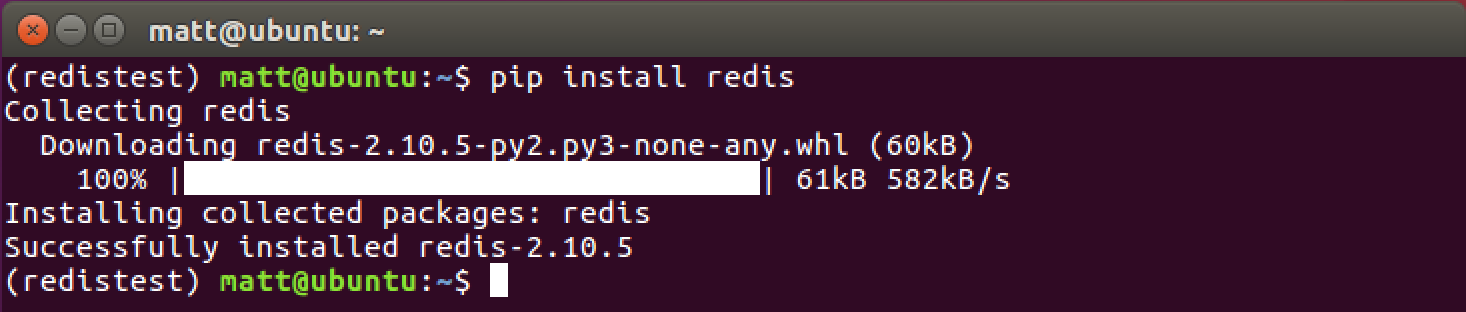 matt@ubuntu: ~
(redistest) matt@ubuntu:~$ pip install redis
Collecting redis
  Downloading redis-2.10.5-py2.py3-none-any.whl (60kB)
    100% |████████████████████████████████| 61kB 582kB/s
Installing collected packages: redis
Successfully installed redis-2.10.5
(redistest) matt@ubuntu:~$